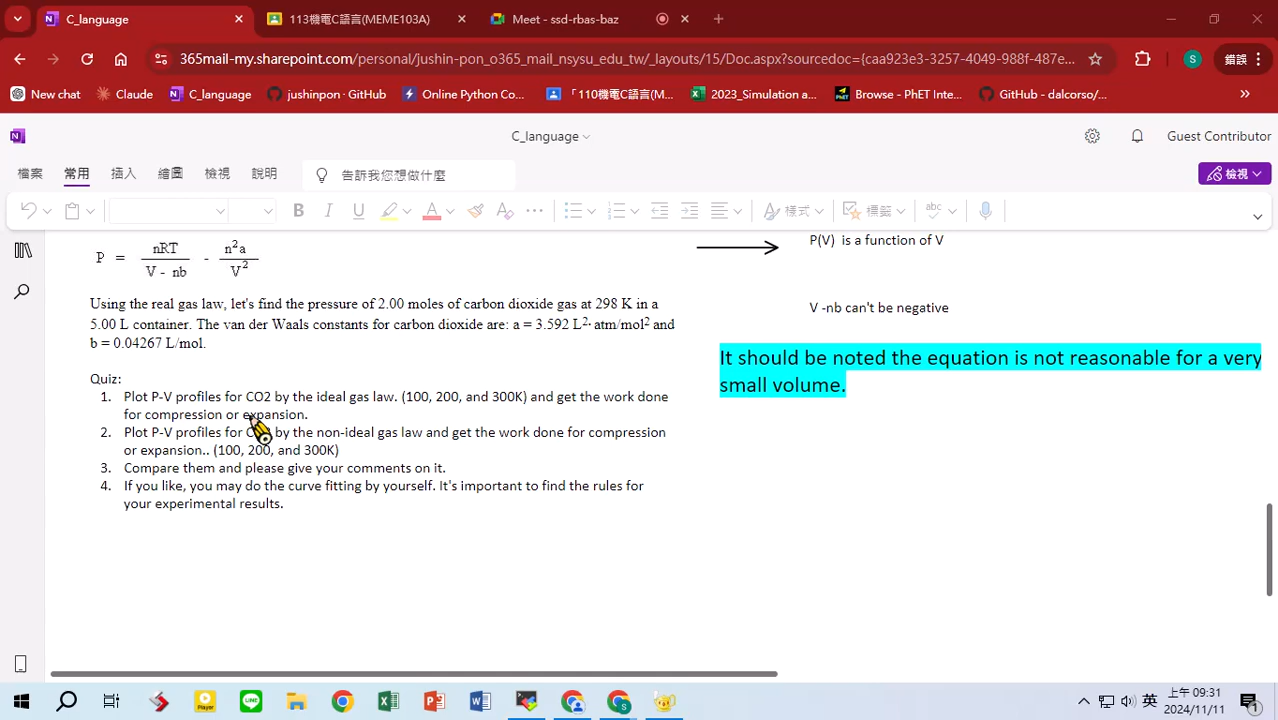 C_language
113機電C語言(MEME103A)
Meet - ssd-rbas-baz
365mail-my.sharepoint.com/personal/jushin-pon_o365_mail_nsysu_edu_tw/_layouts/15/Doc.aspx?sourcedoc={caa923e3-3257-4049-988f-487e...
S
錯誤
New chat
Claude
C_language
jushinpon · GitHub
Online Python Co...
「110機電C語言(M...
2023_Simulation a...
Browse - PhET Inte...
GitHub - dalcorso/...
C_language
Guest Contributor
檔案 常用 插入 繪圖 檢視 說明
告訴我您想做什麼
檢視
B I U A 樣式 標籤 abc
P = nRT / V - nb - n²a / V²
P(V) is a function of V
Using the real gas law, let's find the pressure of 2.00 moles of carbon dioxide gas at 298 K in a
5.00 L container. The van der Waals constants for carbon dioxide are: a = 3.592 L²· atm/mol² and
b = 0.04267 L/mol.
V -nb can't be negative
It should be noted the equation is not reasonable for a very
small volume.
Quiz:
1. Plot P-V profiles for CO2 by the ideal gas law. (100, 200, and 300K) and get the work done
for compression or expansion.
2. Plot P-V profiles for by the non-ideal gas law and get the work done for compression
or expansion.. (100, 200, and 300K)
3. Compare them and please give your comments on it.
4. If you like, you may do the curve fitting by yourself. It's important to find the rules for
your experimental results.
Player
LINE
英
上午 09:31
2024/11/11
1